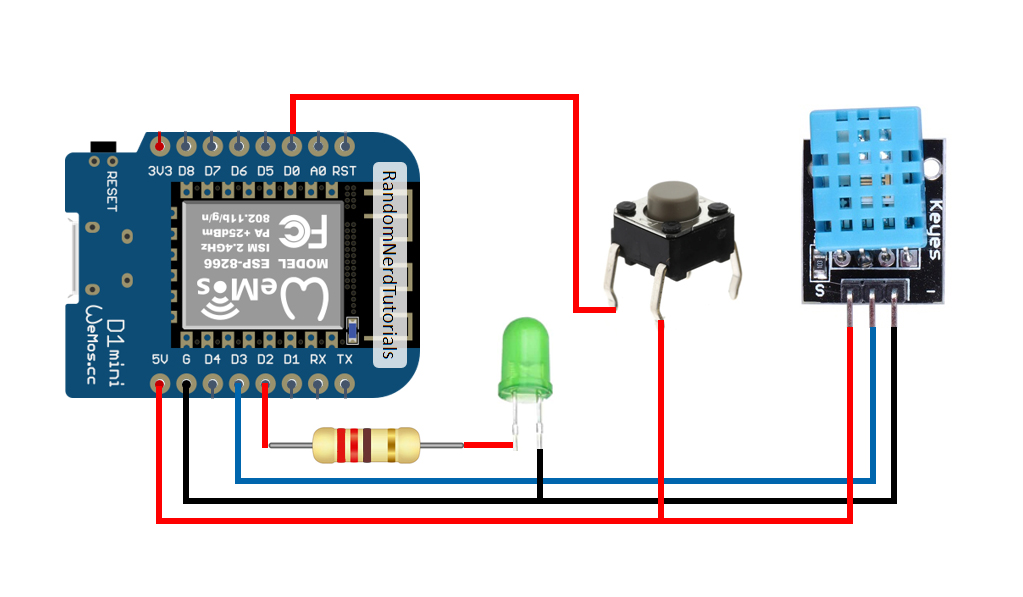 3V3 D8 D7 D6 D5 D0 A0 RST
RESET
RandomNerdTutorials
802.11b/g/n
PA +25dBm
ISM 2.4GHz
MODEL ESP-8266
FC
WeMos
D1 mini
WeMos.cc
5V G D4 D3 D2 D1 RX TX
Keyes
S
-